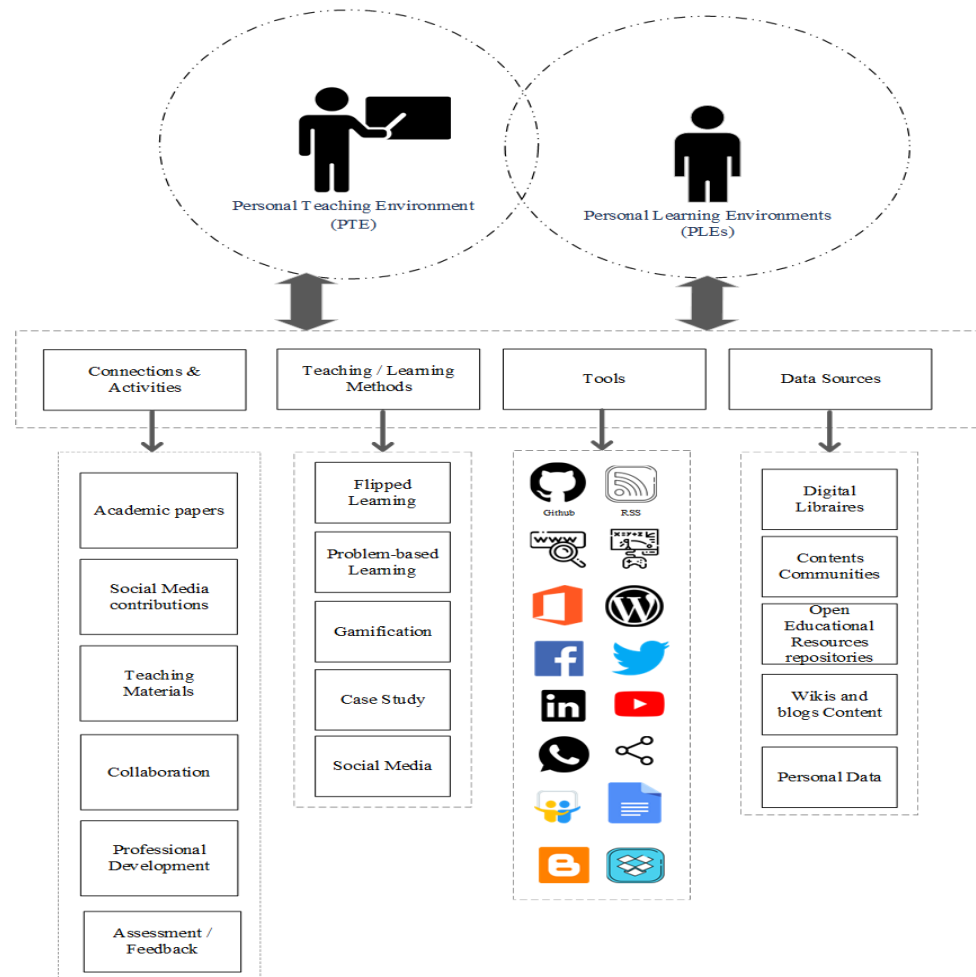 Personal Teaching Environment
(PTE)
Personal Learning Environments
(PLEs)
Connections &
Activities
Teaching / Learning
Methods
Tools
Data Sources
Academic papers
Social Media
contributions
Teaching
Materials
Collaboration
Professional
Development
Assessment /
Feedback
Flipped
Learning
Problem-based
Learning
Gamification
Case Study
Social Media
Github
RSS
WWW
X=Y+Z
f
in
B
Digital
Libraires
Contents
Communities
Open
Educational
Resources
repositories
Wikis and
blogs Content
Personal Data